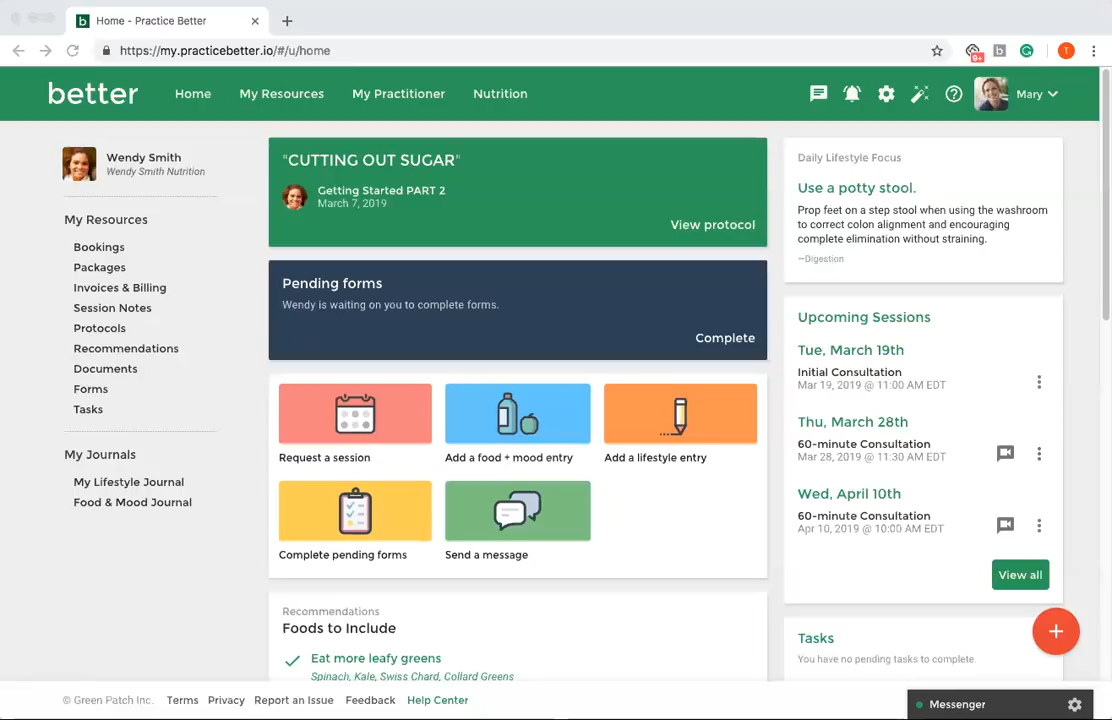 Home - Practice Better
https://my.practicebetter.io/#/u/home
9+
b
T
better
Home
My Resources
My Practitioner
Nutrition
Mary
Wendy Smith
Wendy Smith Nutrition
My Resources
Bookings
Packages
Invoices & Billing
Session Notes
Protocols
Recommendations
Documents
Forms
Tasks
My Journals
My Lifestyle Journal
Food & Mood Journal
"CUTTING OUT SUGAR"
Getting Started PART 2
March 7, 2019
View protocol
Pending forms
Wendy is waiting on you to complete forms.
Complete
Request a session
Add a food + mood entry
Add a lifestyle entry
Complete pending forms
Send a message
Recommendations
Foods to Include
Eat more leafy greens
Spinach, Kale, Swiss Chard, Collard Greens
Daily Lifestyle Focus
Use a potty stool.
Prop feet on a step stool when using the washroom
to correct colon alignment and encouraging
complete elimination without straining.
—Digestion
Upcoming Sessions
Tue, March 19th
Initial Consultation
Mar 19, 2019 @ 11:00 AM EDT
Thu, March 28th
60-minute Consultation
Mar 28, 2019 @ 11:30 AM EDT
Wed, April 10th
60-minute Consultation
Apr 10, 2019 @ 10:00 AM EDT
View all
Tasks
You have no pending tasks to complete.
© Green Patch Inc.
Terms
Privacy
Report an Issue
Feedback
Help Center
Messenger